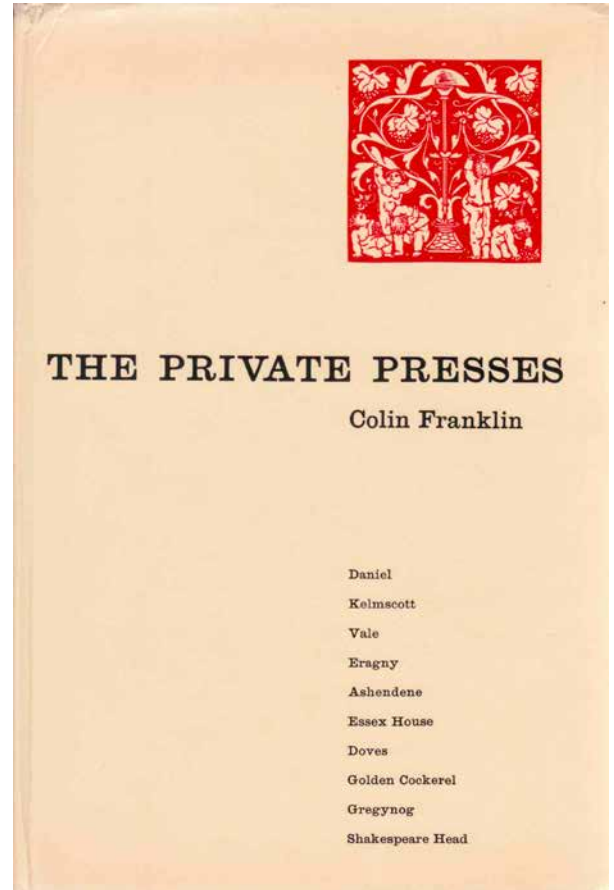 THE PRIVATE PRESSES
Colin Franklin
Daniel
Kelmscott
Vale
Eragny
Ashendene
Essex House
Doves
Golden Cockerel
Gregynog
Shakespeare Head